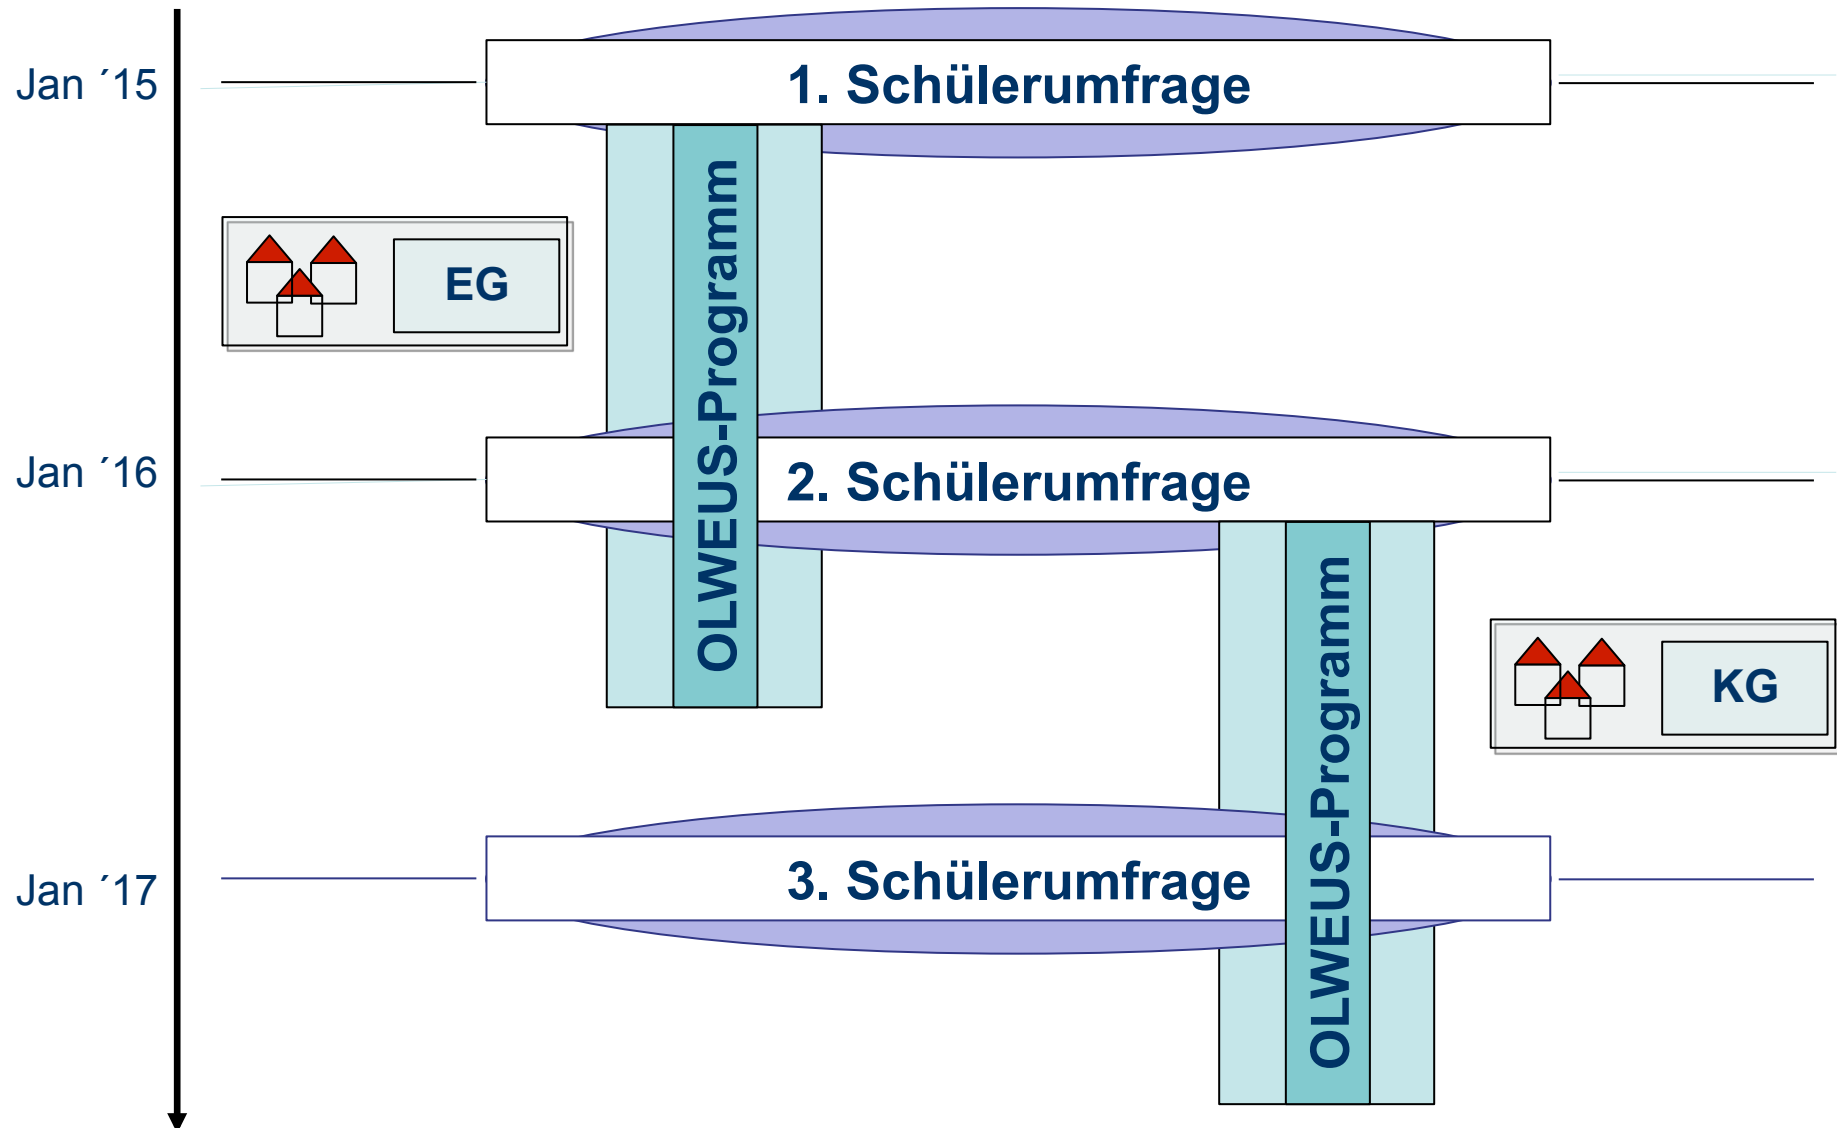 Jan ´15
1. Schülerumfrage
EG
OLWEUS-Programm
Jan ´16
2. Schülerumfrage
KG
OLWEUS-Programm
Jan ´17
3. Schülerumfrage